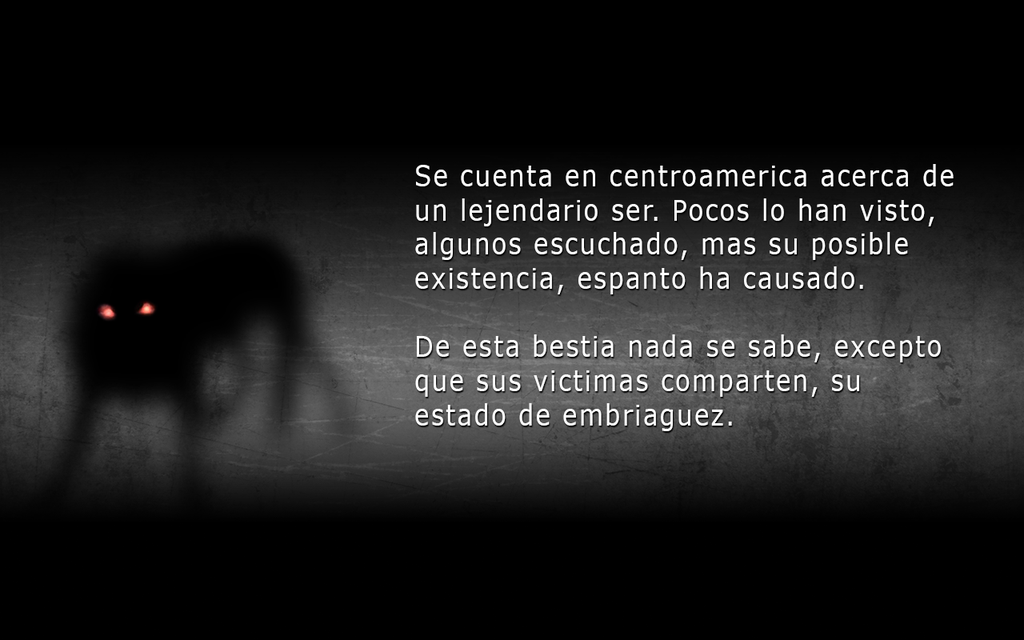 Se cuenta en centroamerica acerca de
un lejendario ser. Pocos lo han visto,
algunos escuchado, mas su posible
existencia, espanto ha causado.
De esta bestia nada se sabe, excepto
que sus victimas comparten, su
estado de embriaguez.